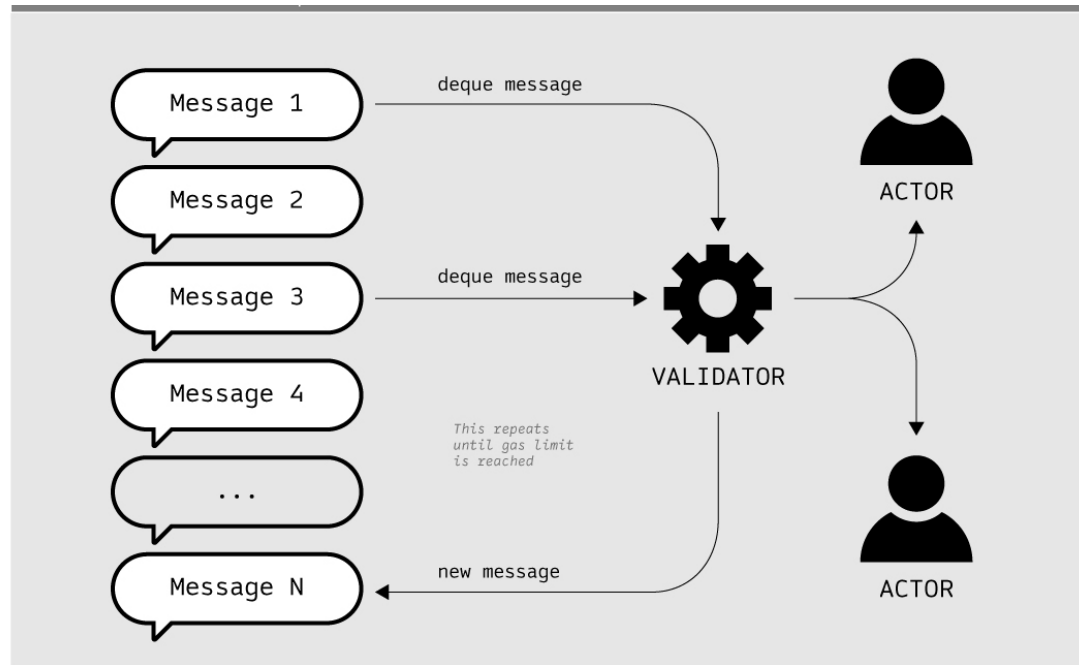 Message 1
deque message
Message 2
ACTOR
Message 3
deque message
VALIDATOR
Message 4
This repeats
until gas limit
is reached
...
Message N
new message
ACTOR